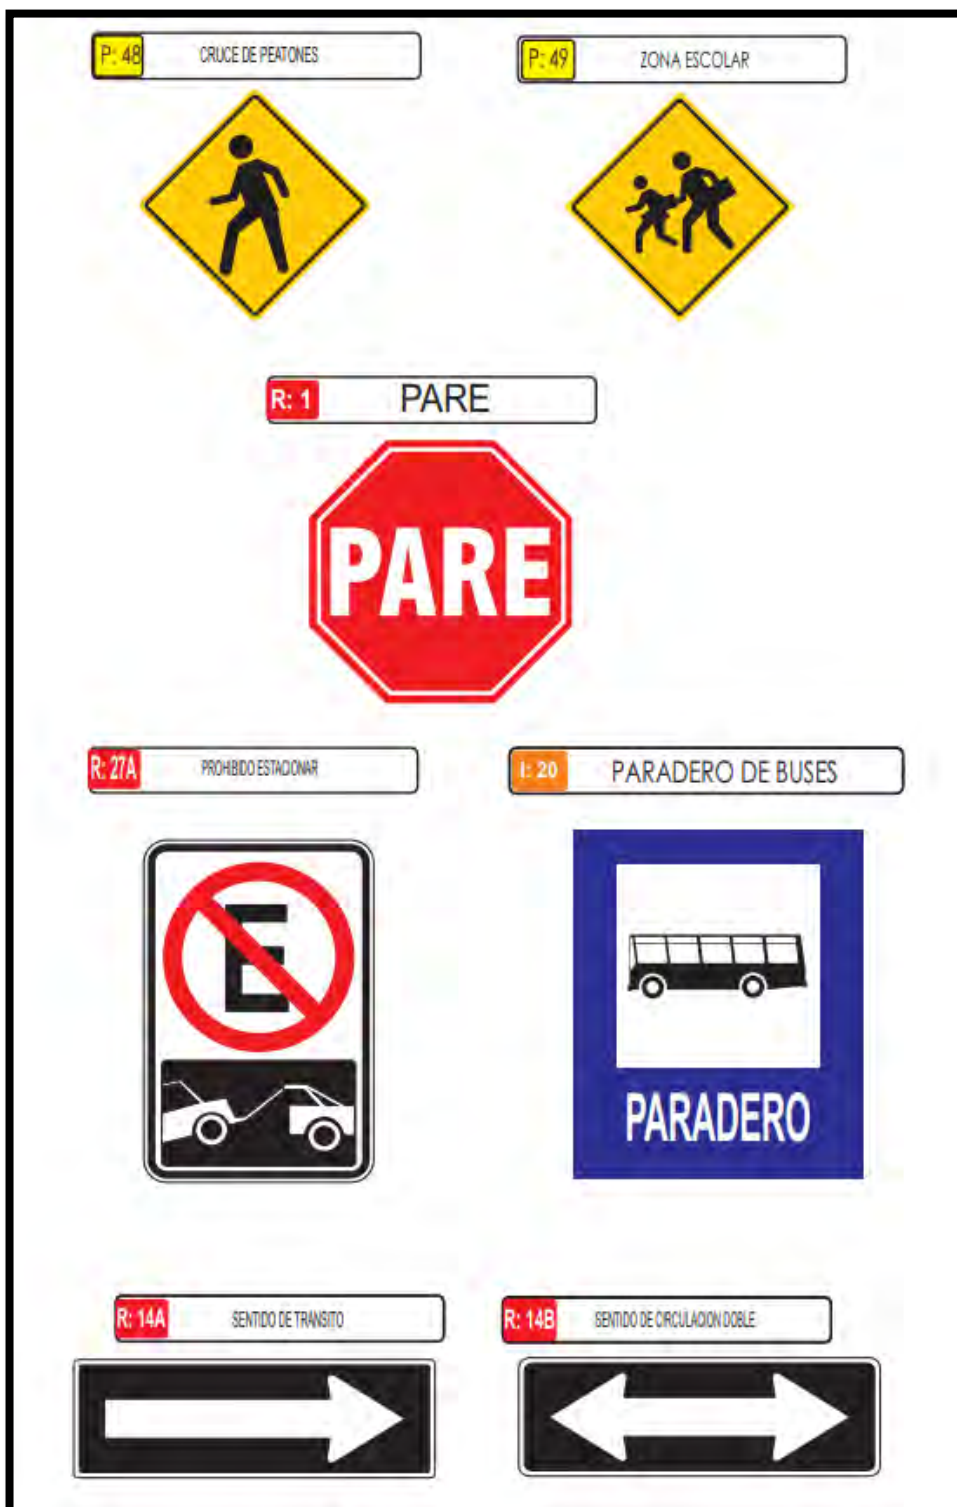 P: 48 CRUCE DE PEATONES
P: 49 ZONA ESCOLAR
R: 1 PARE
PARE
R: 27A PROHIBIDO ESTACIONAR
I: 20 PARADERO DE BUSES
E
PARADERO
R: 14A SENTIDO DE TRANSITO
R: 14B SENTIDO DE CIRCULACION DOBLE